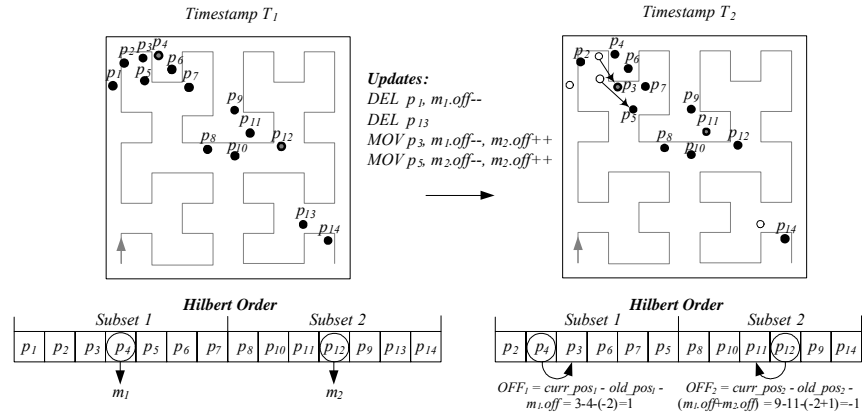 Timestamp T1
p1 p2 p3 p4 p5 p6 p7 p8 p9 p10 p11 p12 p13 p14
Updates:
DEL p1, m1.off--
DEL p13
MOV p3, m1.off--, m2.off++
MOV p5, m2.off--, m2.off++
Timestamp T2
p2 p4 p6 p3 p7 p5 p9 p11 p8 p10 p12 p14
Hilbert Order
Subset 1 Subset 2
p1 p2 p3 p4 p5 p6 p7 p8 p10 p11 p12 p9 p13 p14
m1 m2
Hilbert Order
Subset 1 Subset 2
p2 p4 p3 p6 p7 p5 p8 p10 p11 p12 p9 p14
OFF1 = curr_pos1 - old_pos1 -
m1.off = 3-4-(-2)=1
OFF2 = curr_pos2 - old_pos2 -
(m1.off+m2.off) = 9-11-(-2+1)=-1